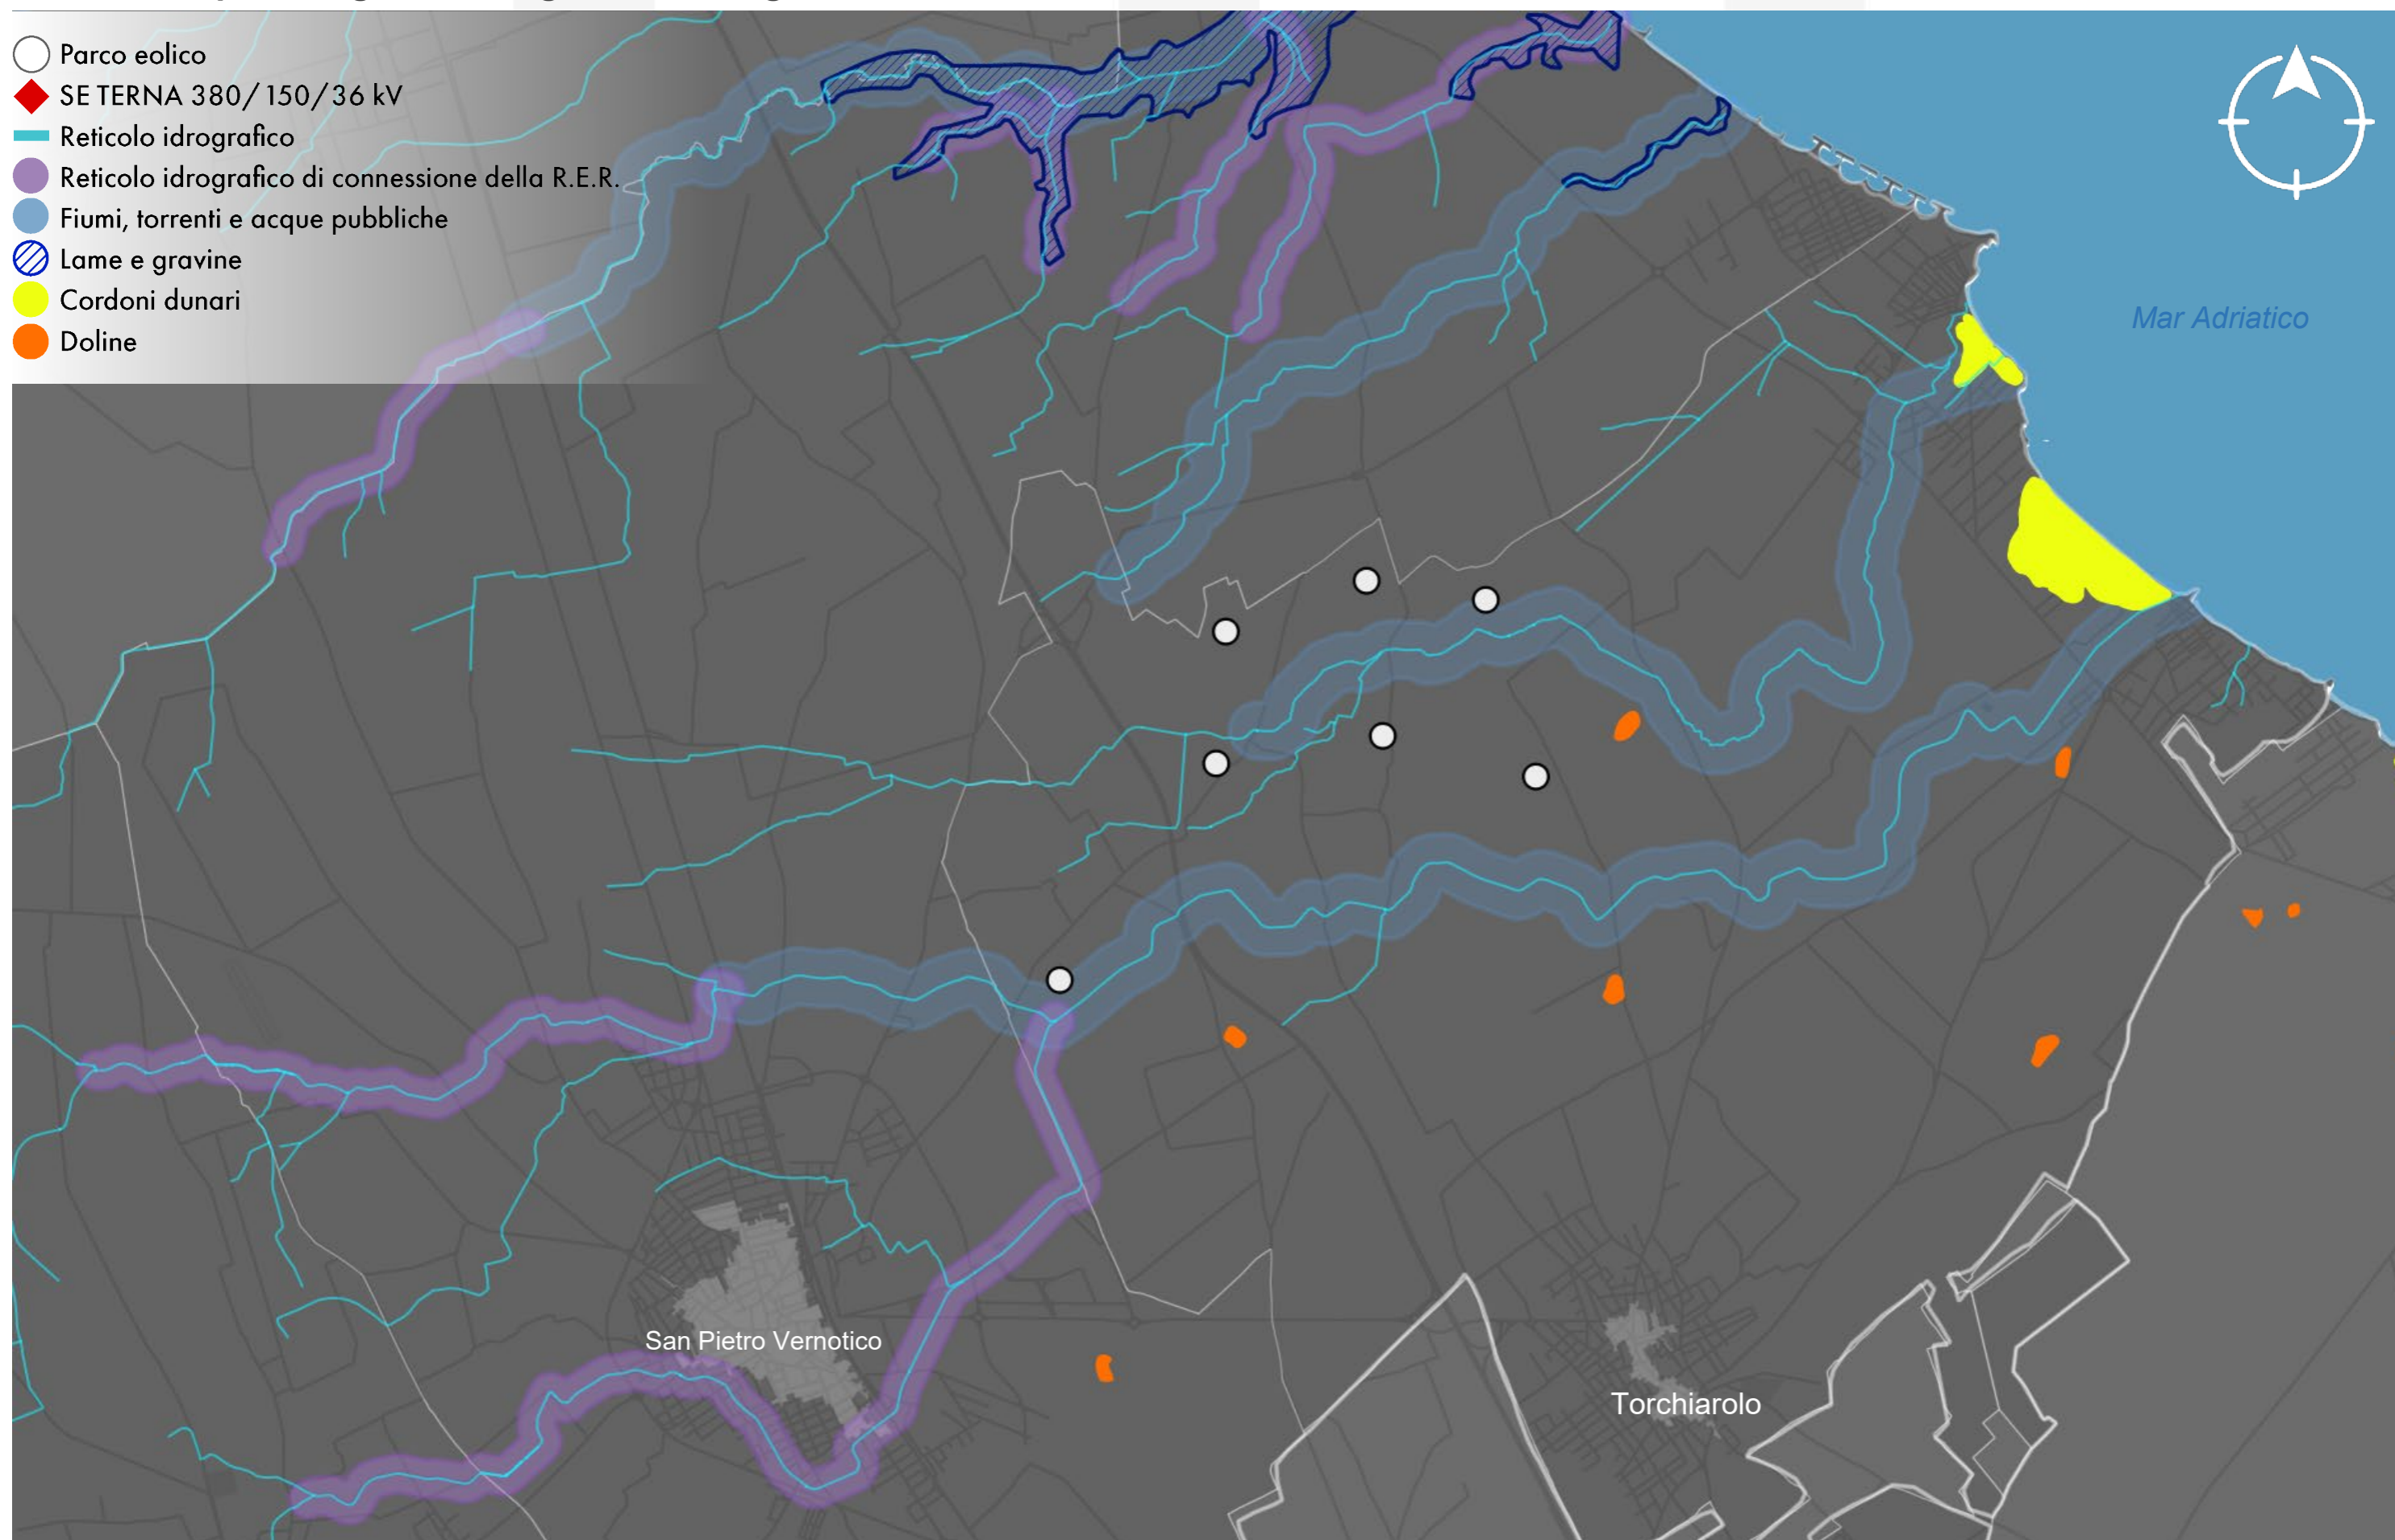 Parco eolico
SE TERNA 380/150/36 kV
Reticolo idrografico
Reticolo idrografico di connessione della R.E.R.
Fiumi, torrenti e acque pubbliche
Lame e gravine
Cordoni dunari
Doline
Mar Adriatico
San Pietro Vernotico
Torchiarolo